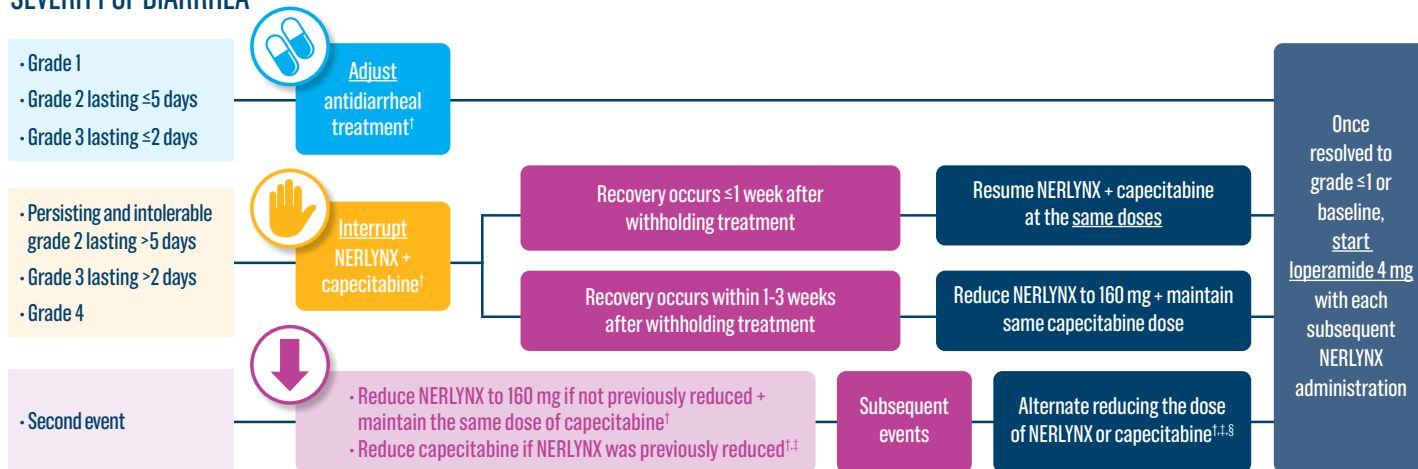 SEVERITY OF DIARRHEA
· Grade 1
· Grade 2 lasting ≤5 days
· Grade 3 lasting ≤2 days
Adjust
antidiarrheal
treatment†
· Persisting and intolerable
grade 2 lasting >5 days
· Grade 3 lasting >2 days
· Grade 4
Interrupt
NERLYNX +
capecitabine†
Recovery occurs ≤1 week after
withholding treatment
Resume NERLYNX + capecitabine
at the same doses
Recovery occurs within 1-3 weeks
after withholding treatment
Reduce NERLYNX to 160 mg + maintain
same capecitabine dose
· Second event
· Reduce NERLYNX to 160 mg if not previously reduced +
maintain the same dose of capecitabine†
· Reduce capecitabine if NERLYNX was previously reduced†,‡
Subsequent
events
Alternate reducing the dose
of NERLYNX or capecitabine†,‡,§
Once
resolved to
grade ≤1 or
baseline,
start
loperamide 4 mg
with each
subsequent
NERLYNX
administration